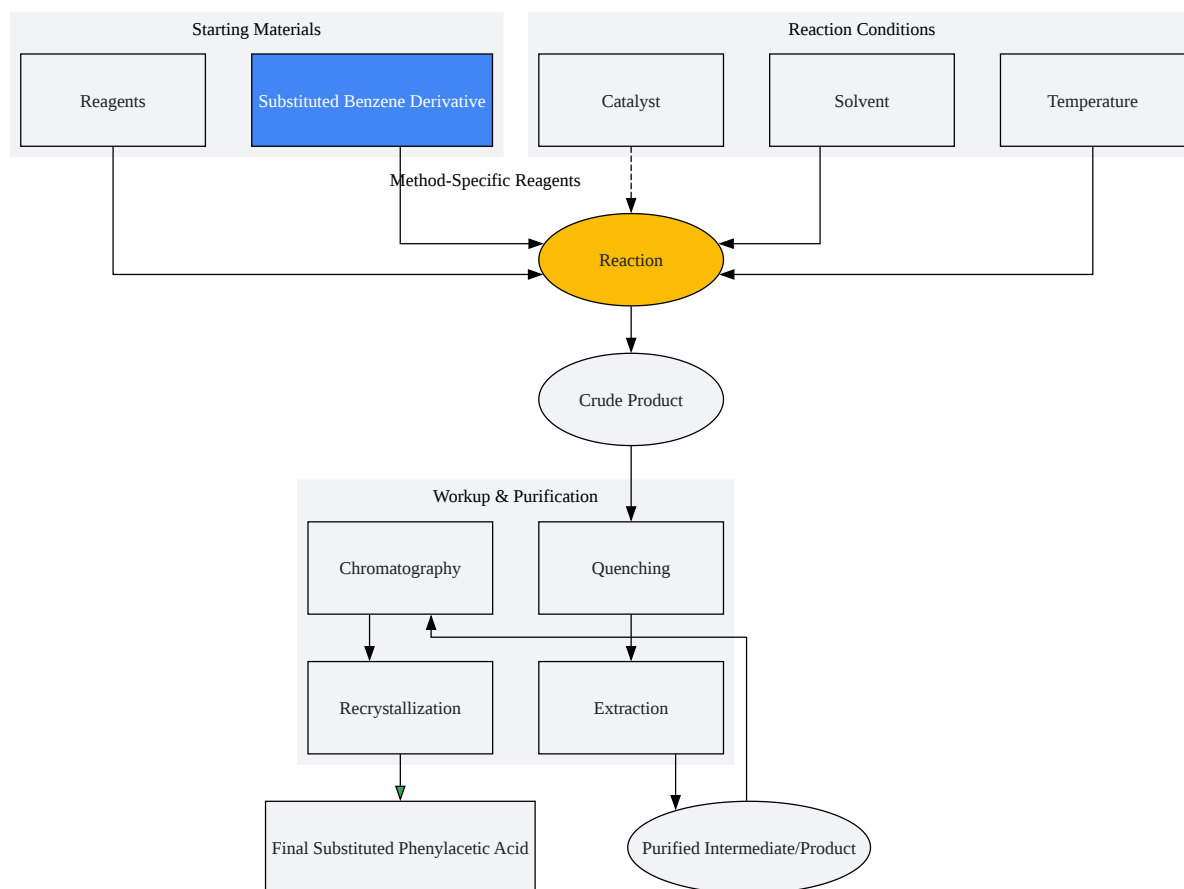 Starting Materials
Reaction Conditions
Reagents
Substituted Benzene Derivative
Catalyst
Solvent
Temperature
Method-Specific Reagents
Reaction
Crude Product
Workup & Purification
Chromatography
Quenching
Recrystallization
Extraction
Final Substituted Phenylacetic Acid
Purified Intermediate/Product